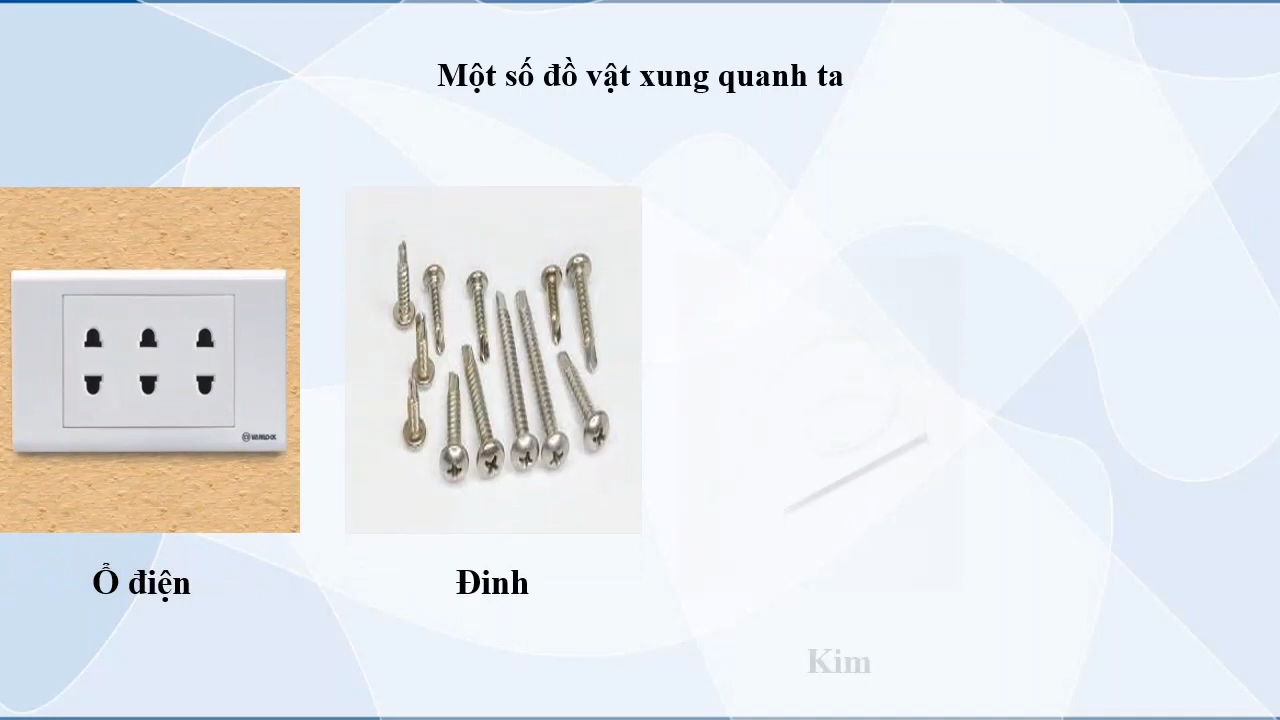 Một số đồ vật xung quanh ta
Ổ điện
Đinh
Kim